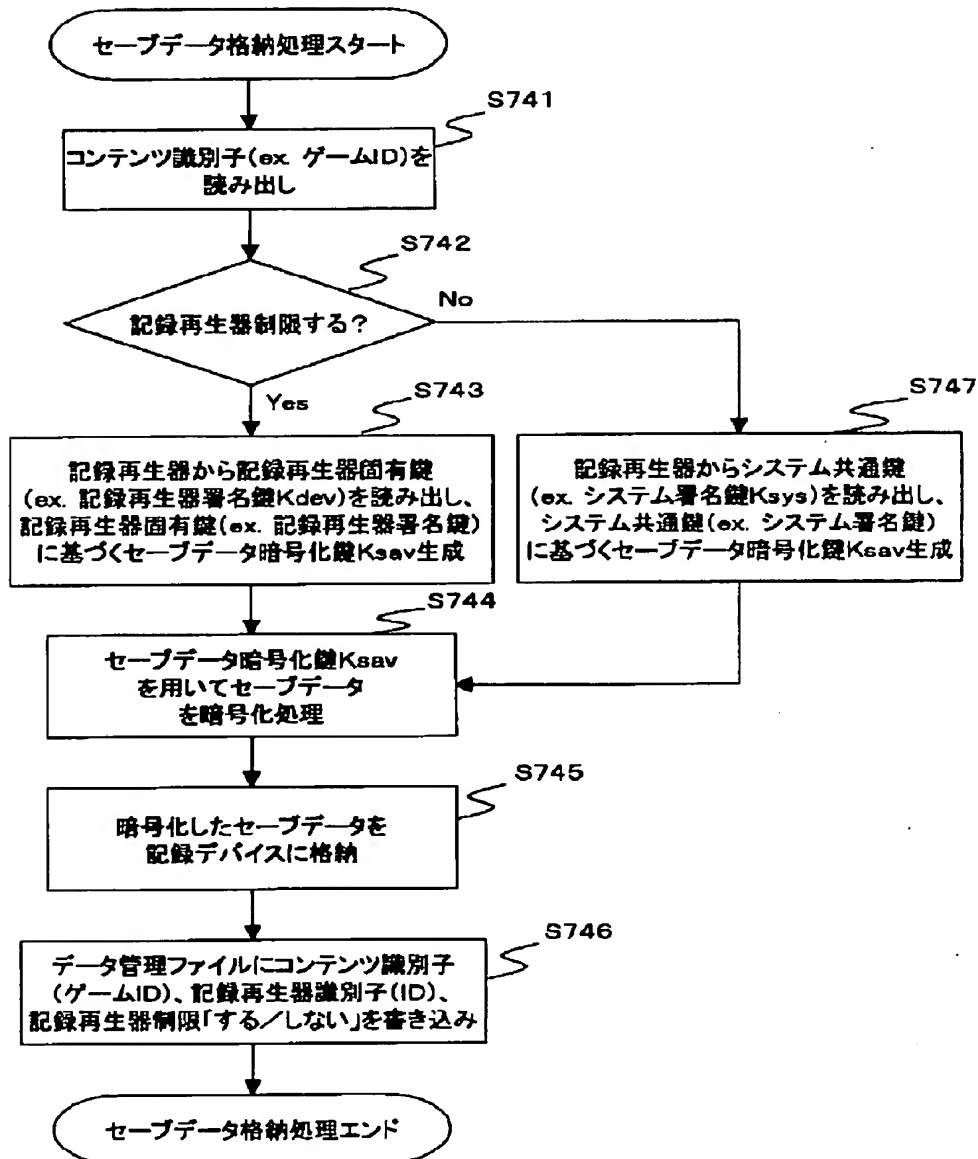 セーブデータ格納処理スタート
S741
コンテンツ識別子(ex. ゲームID)を
読み出し
S742
記録再生器制限する?
No
Yes
S743
記録再生器から記録再生器固有鍵
(ex. 記録再生器署名鍵Kdev)を読み出し、
記録再生器固有鍵(ex. 記録再生器署名鍵)
に基づくセーブデータ暗号化鍵Ksav生成
S747
記録再生器からシステム共通鍵
(ex. システム署名鍵Ksys)を読み出し、
システム共通鍵(ex. システム署名鍵)
に基づくセーブデータ暗号化鍵Ksav生成
S744
セーブデータ暗号化鍵Ksav
を用いてセーブデータ
を暗号化処理
S745
暗号化したセーブデータを
記録デバイスに格納
S746
データ管理ファイルにコンテンツ識別子
(ゲームID)、記録再生器識別子(ID)、
記録再生器制限「する/しない」を書き込み
セーブデータ格納処理エンド